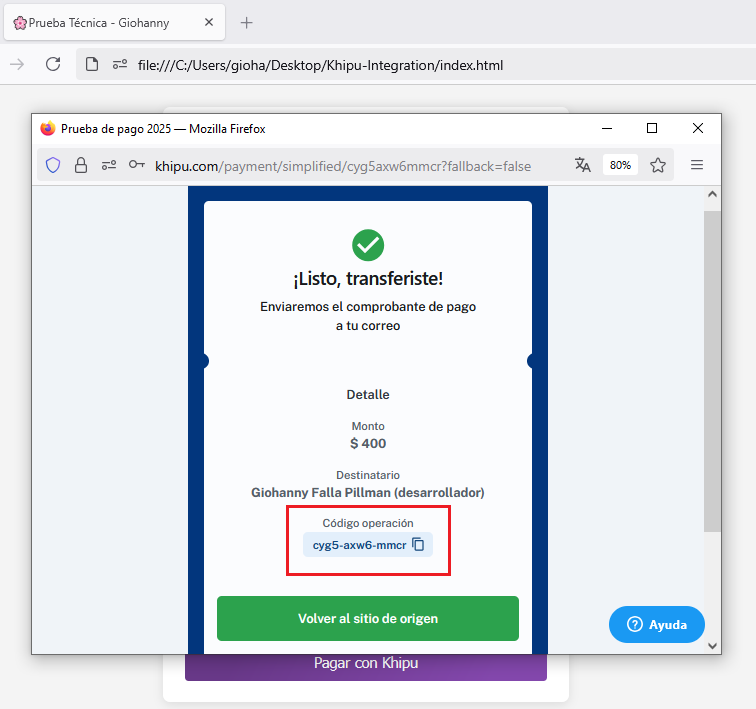 Prueba Técnica - Giohanny
file:///C:/Users/gioha/Desktop/Khipu-Integration/index.html
Prueba de pago 2025 — Mozilla Firefox
khipu.com/payment/simplified/cyg5axw6mmcr?fallback=false
80%
¡Listo, transferiste!
Enviaremos el comprobante de pago
a tu correo
Detalle
Monto
$ 400
Destinatario
Giohanny Falla Pillman (desarrollador)
Código operación
cyg5-axw6-mmcr
Volver al sitio de origen
Ayuda
Pagar con Khipu